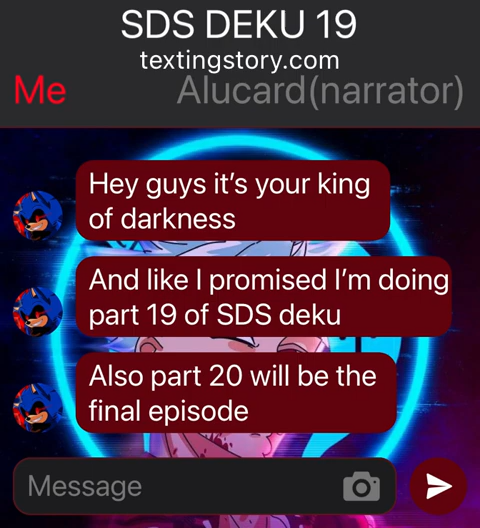 SDS DEKU 19
textingstory.com
Me
Alucard(narrator)
Hey guys it's your king
of darkness
And like I promised I'm doing
part 19 of SDS deku
Also part 20 will be the
final episode
Message